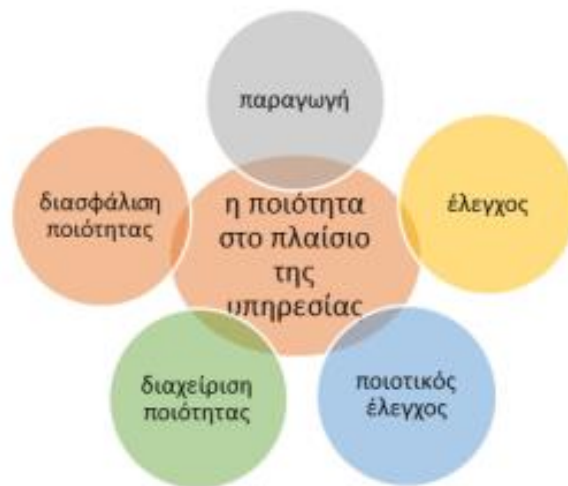 παραγωγή
διασφάλιση
ποιότητας
η ποιότητα
στο πλαίσιο
της
υπηρεσίας
έλεγχος
διαχείριση
ποιότητας
ποιοτικός
έλεγχος